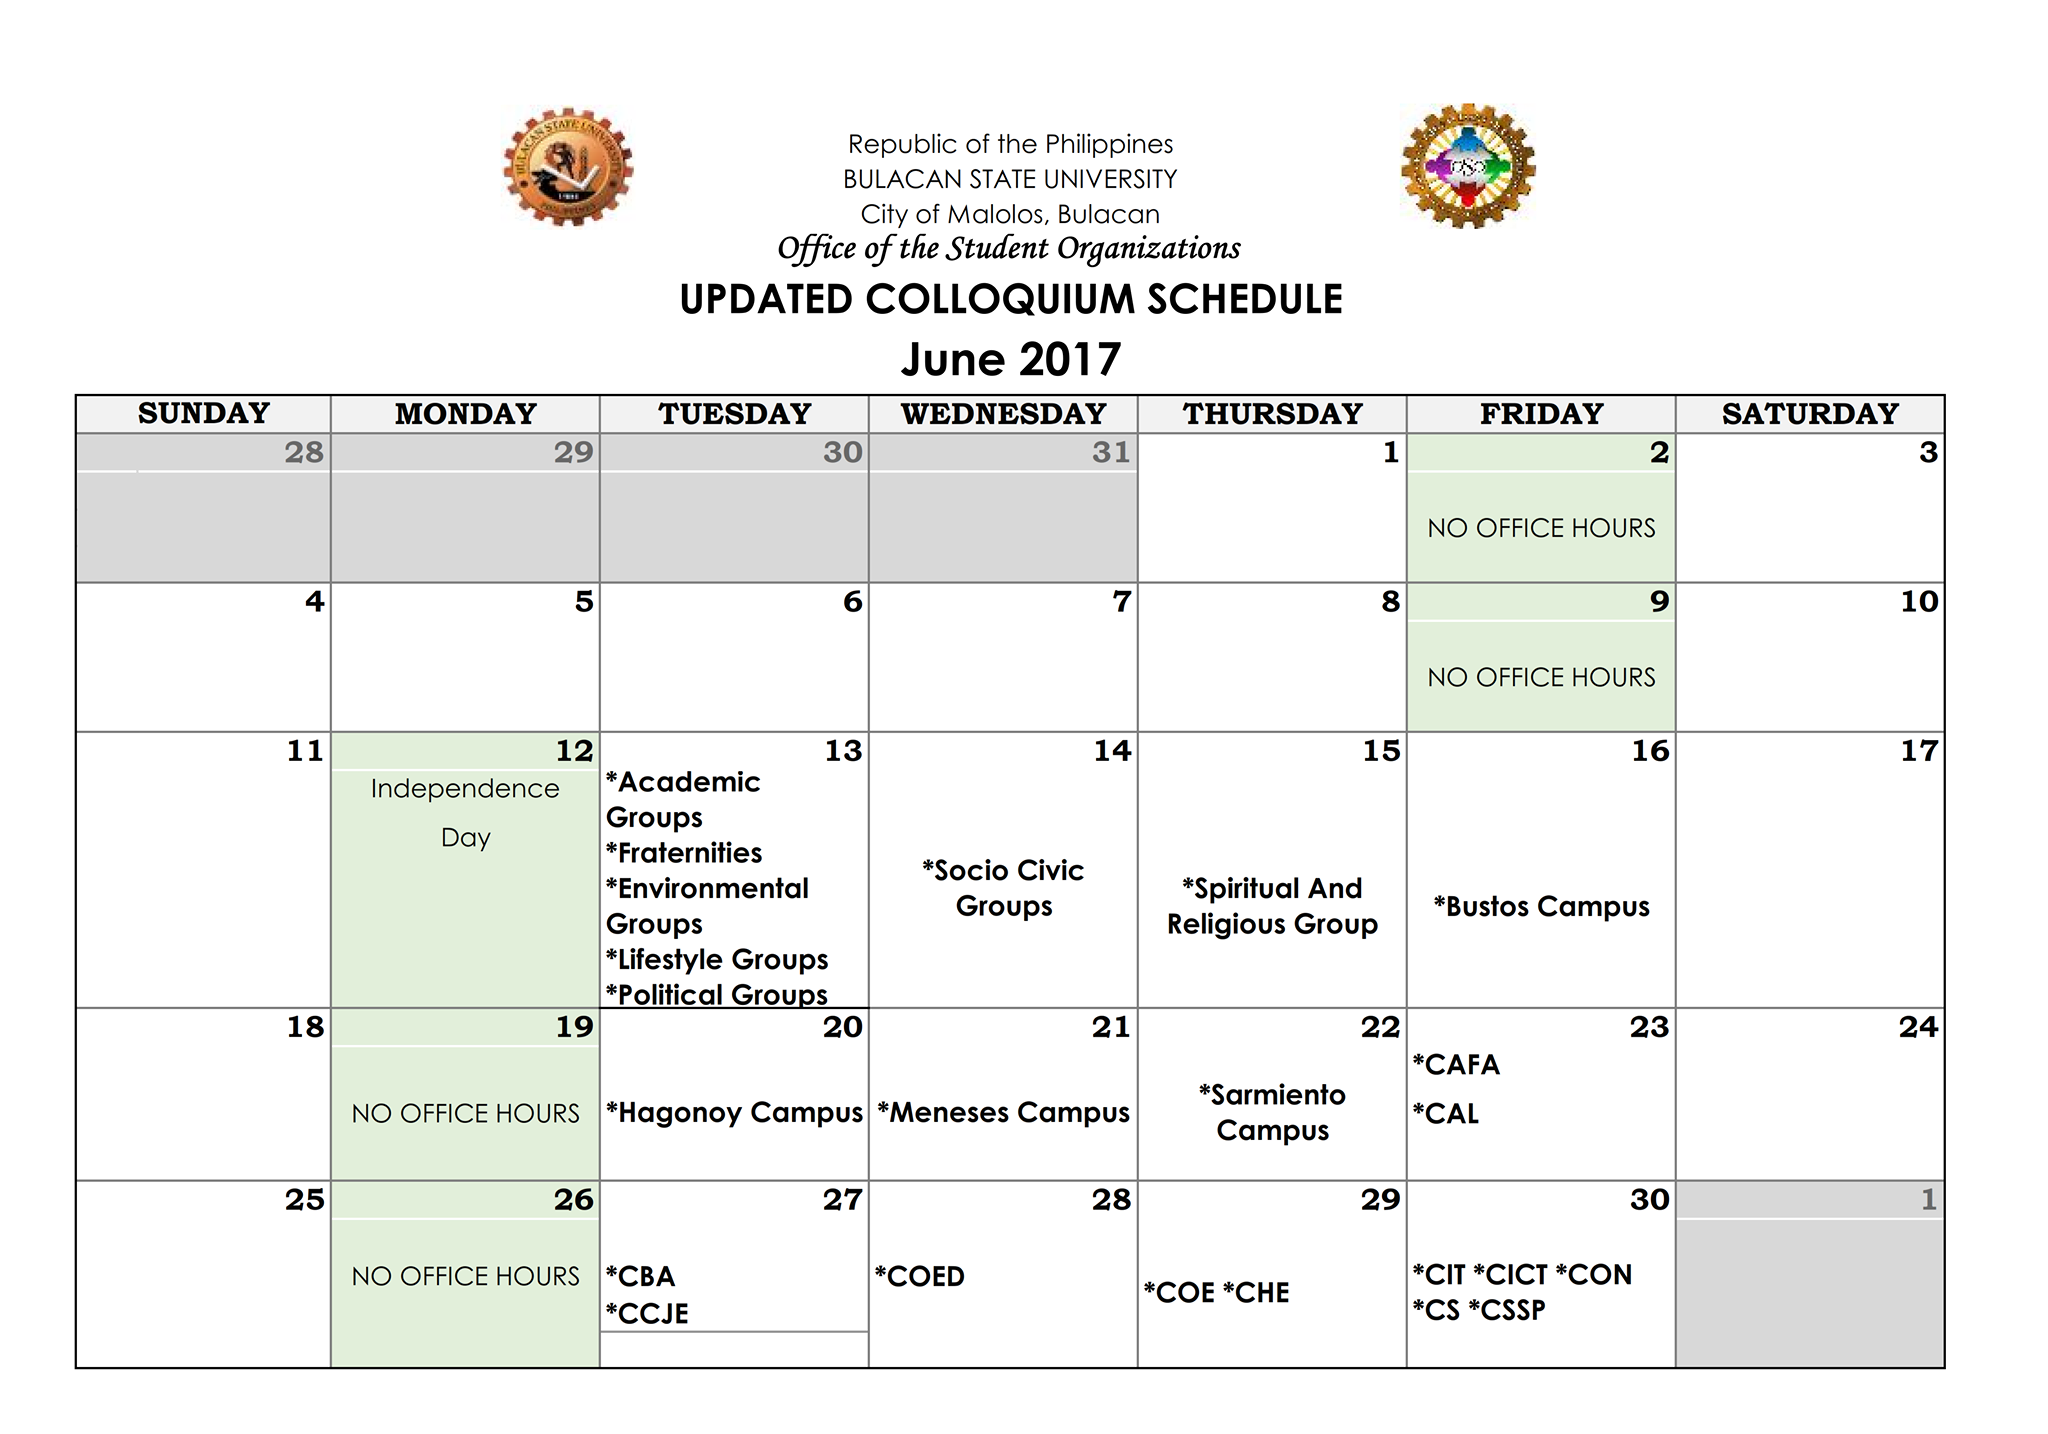 BULACAN STATE UNIVERSITY
PHILIPPINES
OSO
Republic of the Philippines
BULACAN STATE UNIVERSITY
City of Malolos, Bulacan
Office of the Student Organizations
UPDATED COLLOQUIUM SCHEDULE
June 2017
SUNDAY MONDAY TUESDAY WEDNESDAY THURSDAY FRIDAY SATURDAY
28 29 30 31 1 2 3
NO OFFICE HOURS
4 5 6 7 8 9 10
NO OFFICE HOURS
11 12 13 14 15 16 17
Independence
Day
*Academic
Groups
*Fraternities
*Environmental
Groups
*Lifestyle Groups
*Political Groups
*Socio Civic
Groups
*Spiritual And
Religious Group
*Bustos Campus
18 19 20 21 22 23 24
NO OFFICE HOURS
*Hagonoy Campus
*Meneses Campus
*Sarmiento
Campus
*CAFA
*CAL
25 26 27 28 29 30 1
NO OFFICE HOURS
*CBA
*CCJE
*COED
*COE *CHE
*CIT *CICT *CON
*CS *CSSP